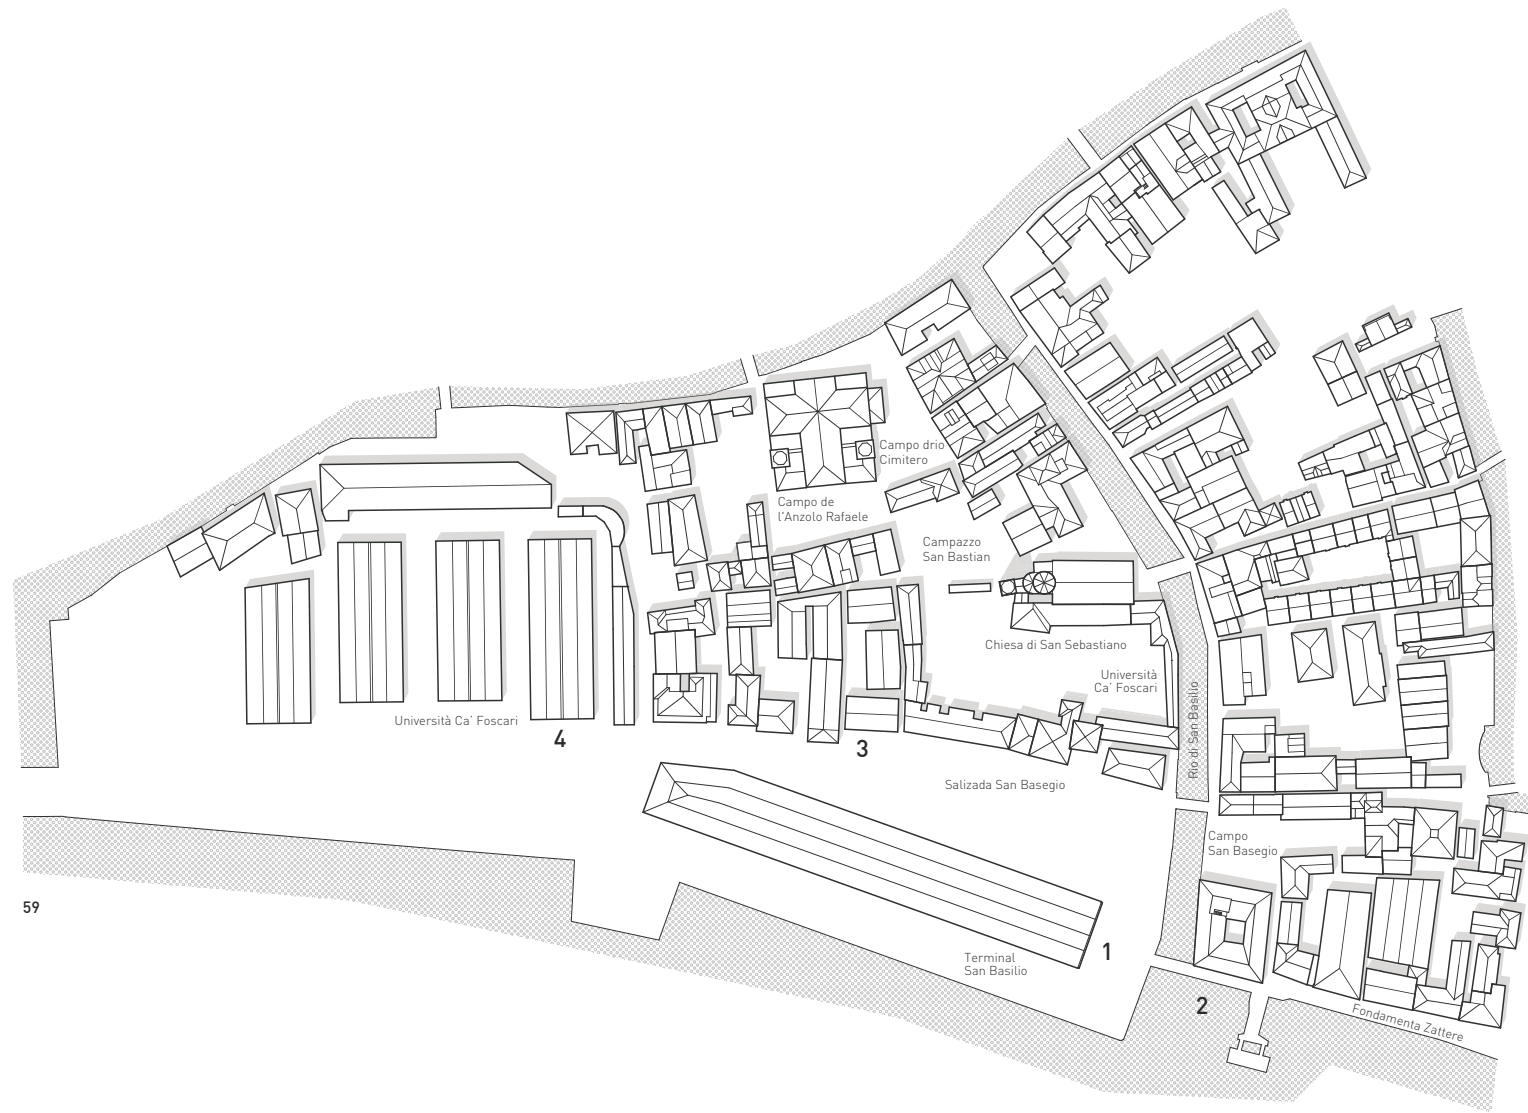 Campo drio
Cimitero
Campo de
l'Anzolo Rafaele
Campazzo
San Bastian
Chiesa di San Sebastiano
Università
Ca' Foscari
Rio di San Basilio
Università Ca' Foscari
4
3
Salizada San Basegio
Campo
San Basegio
59
1
Terminal
San Basilio
2
Fondamenta Zattere